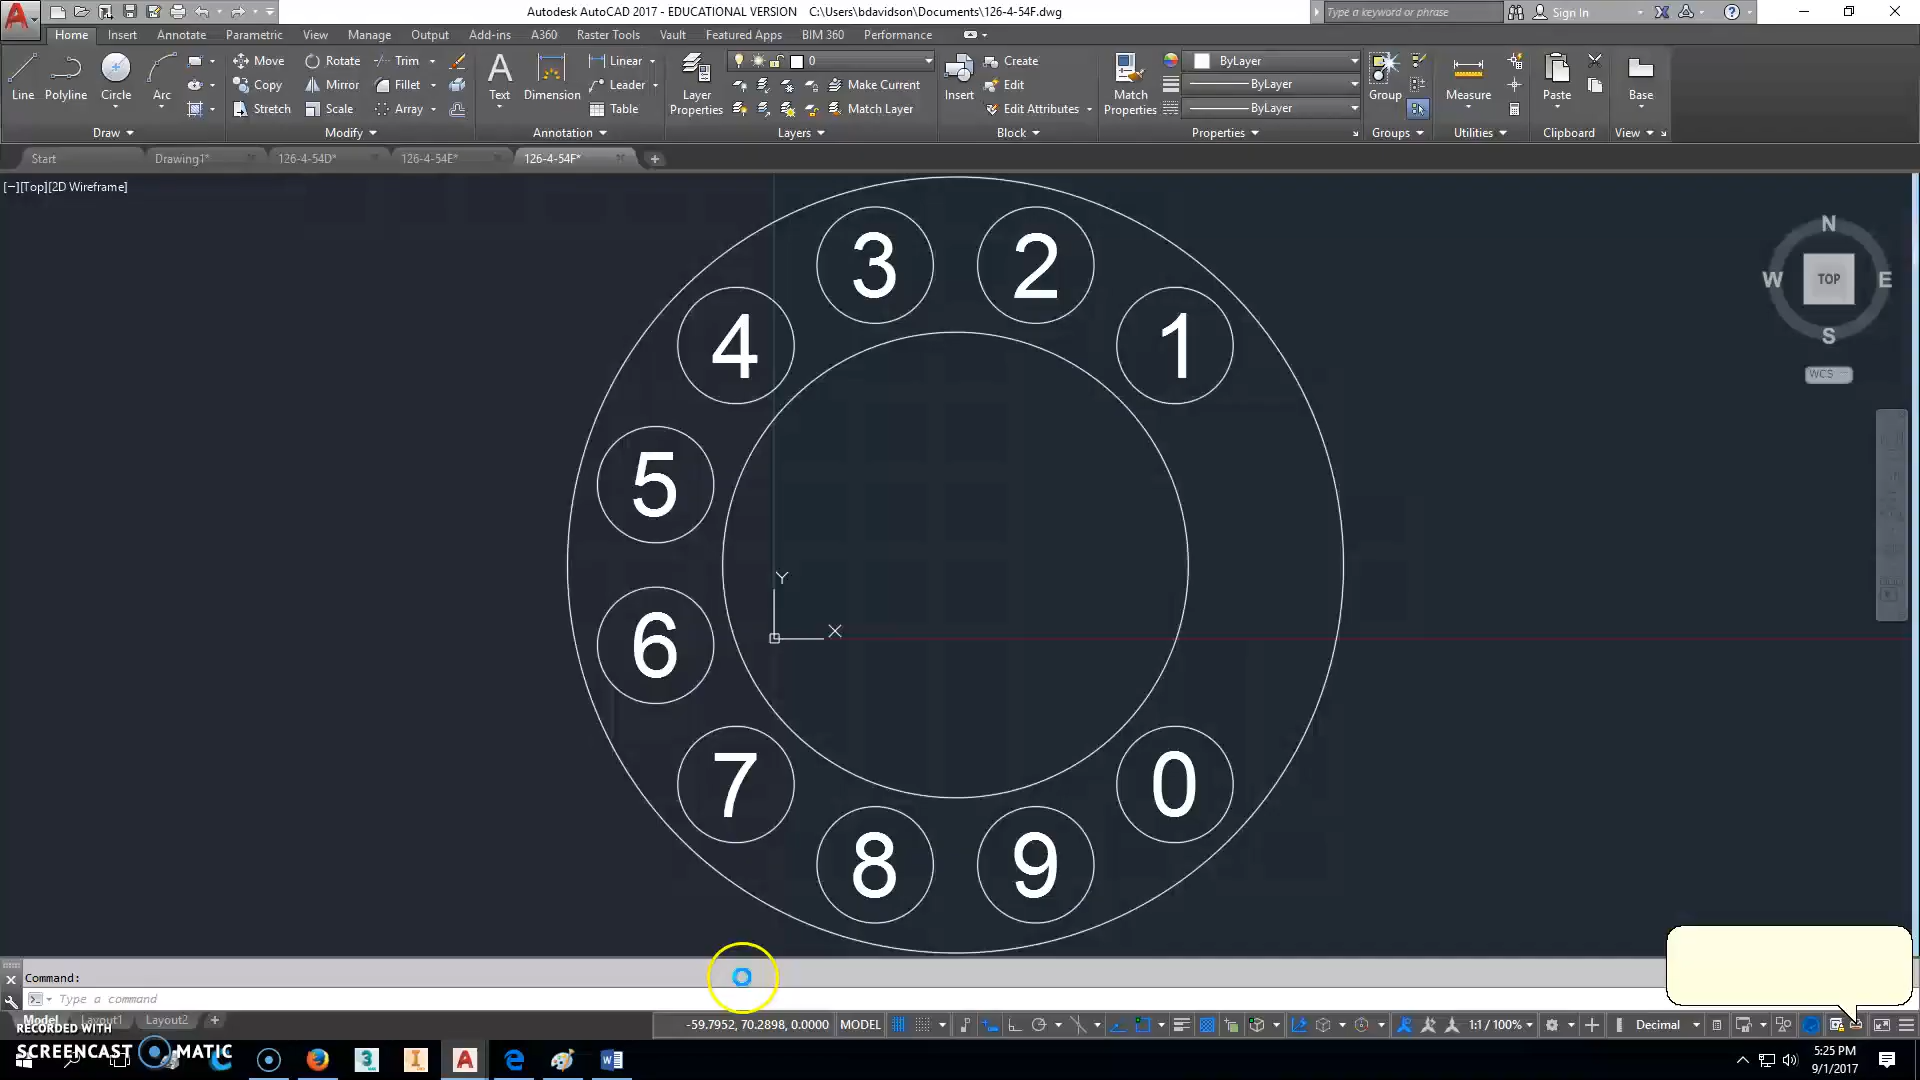 Autodesk AutoCAD 2017 - EDUCATIONAL VERSION C:\Users\bdavidson\Documents\126-4-54F.dwg
Type a keyword or phrase
Sign In
Home Insert Annotate Parametric View Manage Output Add-ins A360 Raster Tools Vault Featured Apps BIM 360 Performance
Line Polyline Circle Arc
Move Rotate Trim
Copy Mirror Fillet
Stretch Scale Array
Text Dimension
Linear
Leader
Table
Layer Properties
0
Make Current
Match Layer
Insert
Create
Edit
Edit Attributes
Match Properties
ByLayer
ByLayer
ByLayer
Group
Measure
Paste
Base
Draw Modify Annotation Layers Block Properties Groups Utilities Clipboard View
Start Drawing1* 126-4-54D* 126-4-54E* 126-4-54F*
[−][Top][2D Wireframe]
N
W TOP E
S
WCS
3 2
4 1
5
6
7 0
8 9
Y
X
Command:
Type a command
Model Layout1 Layout2
-59.7952, 70.2898, 0.0000 MODEL
1:1 / 100%
Decimal
RECORDED WITH
SCREENCAST MATIC
5:25 PM
9/1/2017